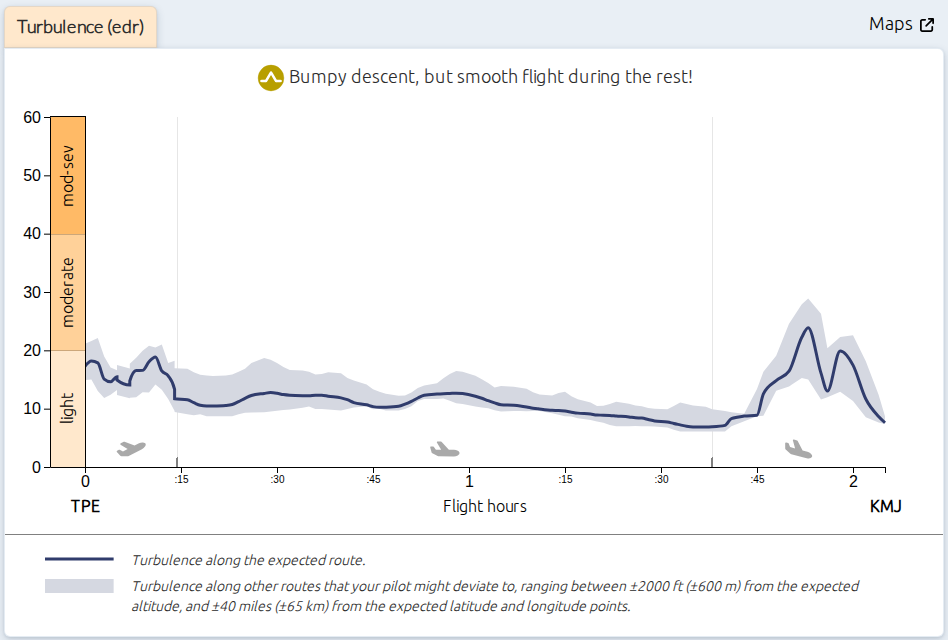 Turbulence (edr)
Maps
Bumpy descent, but smooth flight during the rest!
60
50
40
30
20
10
0
mod-sev
moderate
light
0 :15 :30 :45 1 :15 :30 :45 2
TPE Flight hours KMJ
Turbulence along the expected route.
Turbulence along other routes that your pilot might deviate to, ranging between ±2000 ft (±600 m) from the expected
altitude, and ±40 miles (±65 km) from the expected latitude and longitude points.